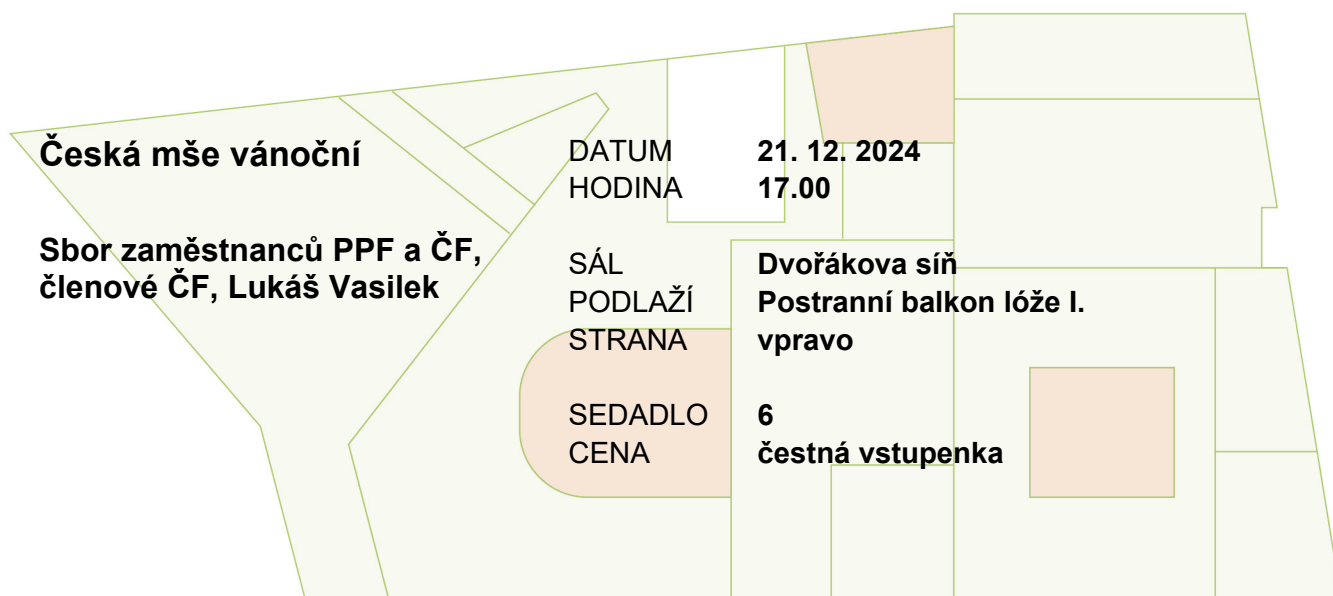 Česká mše vánoční
Sbor zaměstnanců PPF a ČF,
členové ČF, Lukáš Vasilek
DATUM 21. 12. 2024
HODINA 17.00
SÁL Dvořákova síň
PODLAŽÍ Postranní balkon lóže I.
STRANA vpravo
SEDADLO 6
CENA čestná vstupenka